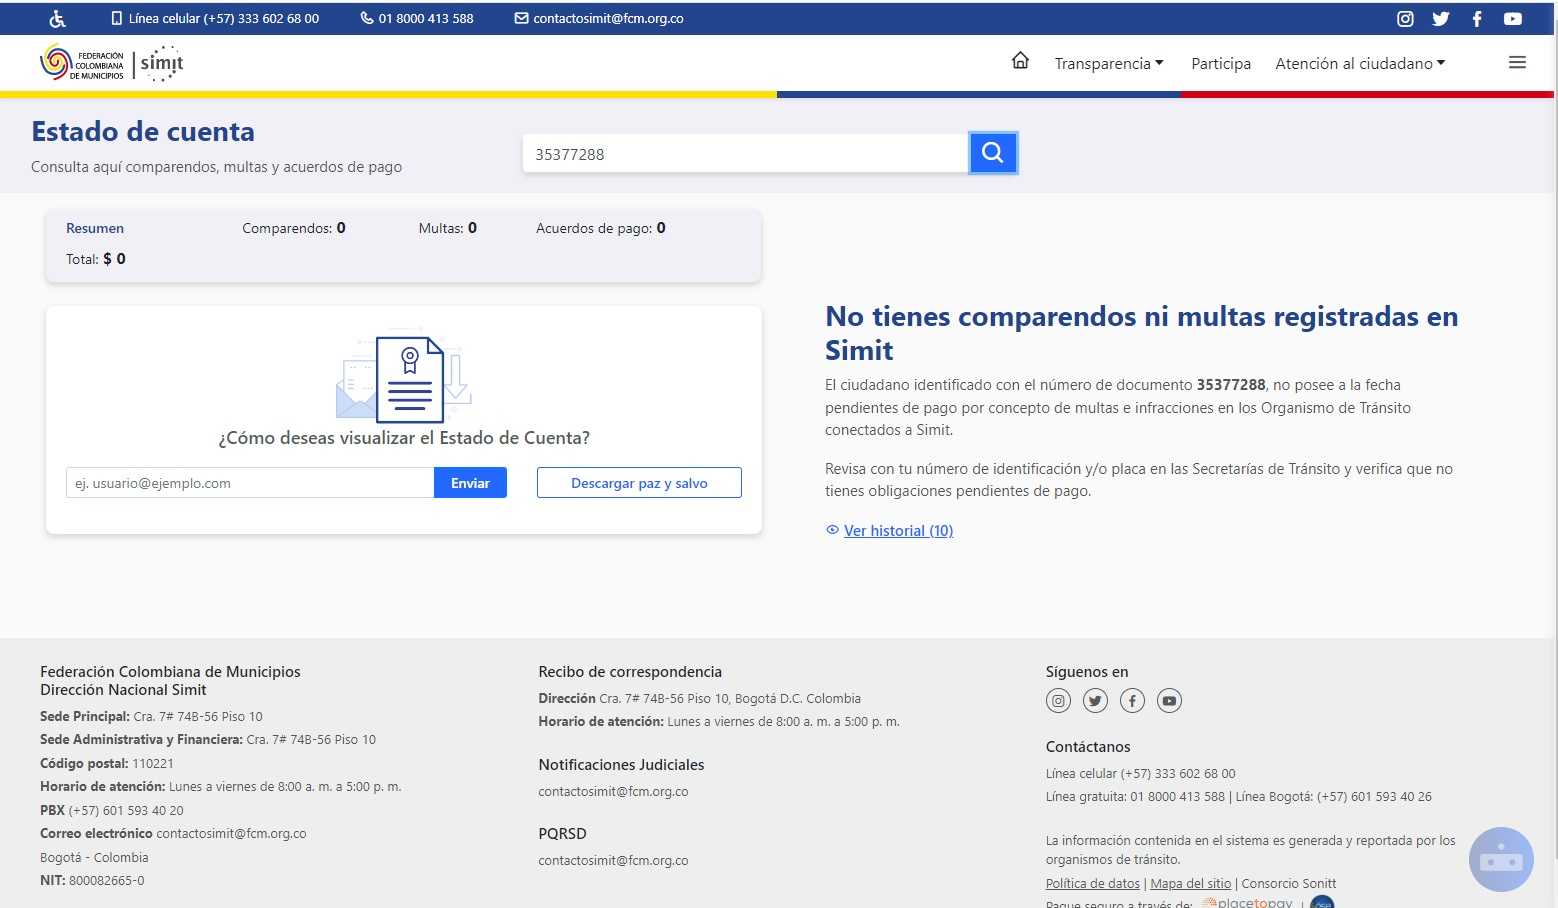 Línea celular (+57) 333 602 68 00
01 8000 413 588
contactosimit@fcm.org.co
FEDERACIÓN
COLOMBIANA
DE MUNICIPIOS
simit
Transparencia
Participa
Atención al ciudadano
Estado de cuenta
Consulta aquí comparendos, multas y acuerdos de pago
35377288
Resumen
Comparendos: 0
Multas: 0
Acuerdos de pago: 0
Total: $ 0
¿Cómo deseas visualizar el Estado de Cuenta?
ej. usuario@ejemplo.com
Enviar
Descargar paz y salvo
No tienes comparendos ni multas registradas en
Simit
El ciudadano identificado con el número de documento 35377288, no posee a la fecha
pendientes de pago por concepto de multas e infracciones en los Organismo de Tránsito
conectados a Simit.
Revisa con tu número de identificación y/o placa en las Secretarías de Tránsito y verifica que no
tienes obligaciones pendientes de pago.
Ver historial (10)
Federación Colombiana de Municipios
Dirección Nacional Simit
Sede Principal: Cra. 7# 74B-56 Piso 10
Sede Administrativa y Financiera: Cra. 7# 74B-56 Piso 10
Código postal: 110221
Horario de atención: Lunes a viernes de 8:00 a. m. a 5:00 p. m.
PBX (+57) 601 593 40 20
Correo electrónico contactosimit@fcm.org.co
Bogotá - Colombia
NIT: 800082665-0
Recibo de correspondencia
Dirección Cra. 7# 74B-56 Piso 10, Bogotá D.C. Colombia
Horario de atención: Lunes a viernes de 8:00 a. m. a 5:00 p. m.
Notificaciones Judiciales
contactosimit@fcm.org.co
PQRSD
contactosimit@fcm.org.co
Síguenos en
Contáctanos
Línea celular (+57) 333 602 68 00
Línea gratuita: 01 8000 413 588 | Línea Bogotá: (+57) 601 593 40 26
La información contenida en el sistema es generada y reportada por los
organismos de tránsito.
Política de datos | Mapa del sitio | Consorcio Sonitt
Pague seguro a través de: placetopay |